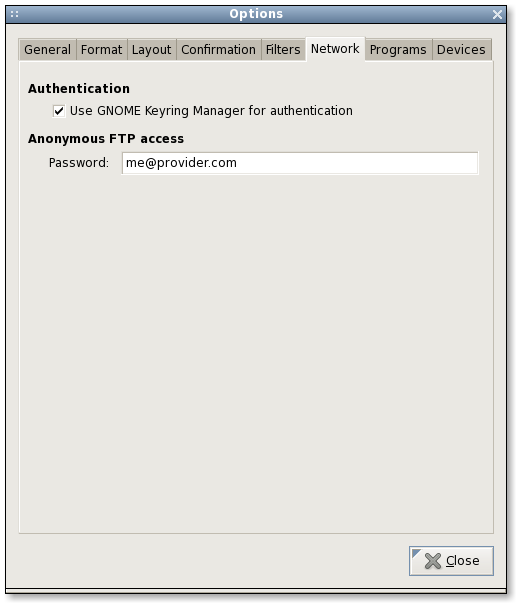 Options
General Format Layout Confirmation Filters Network Programs Devices
Authentication
Use GNOME Keyring Manager for authentication
Anonymous FTP access
Password: me@provider.com
Close